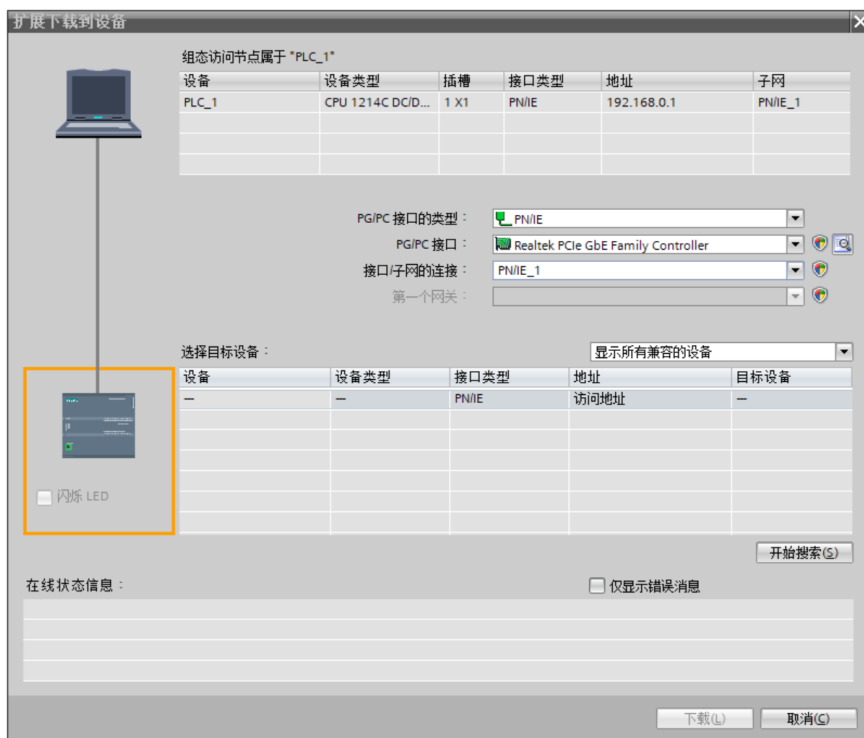 扩展下载到设备
组态访问节点属于 "PLC_1"
设备 设备类型 插槽 接口类型 地址 子网
PLC_1 CPU 1214C DC/D... 1 X1 PN/IE 192.168.0.1 PN/IE_1
PG/PC 接口的类型： PN/IE
PG/PC 接口： Realtek PCIe GbE Family Controller
接口/子网的连接： PN/IE_1
第一个网关：
选择目标设备： 显示所有兼容的设备
设备 设备类型 接口类型 地址 目标设备
— — PN/IE 访问地址 —
闪烁 LED
开始搜索(S)
在线状态信息： 仅显示错误消息
下载(L) 取消(C)